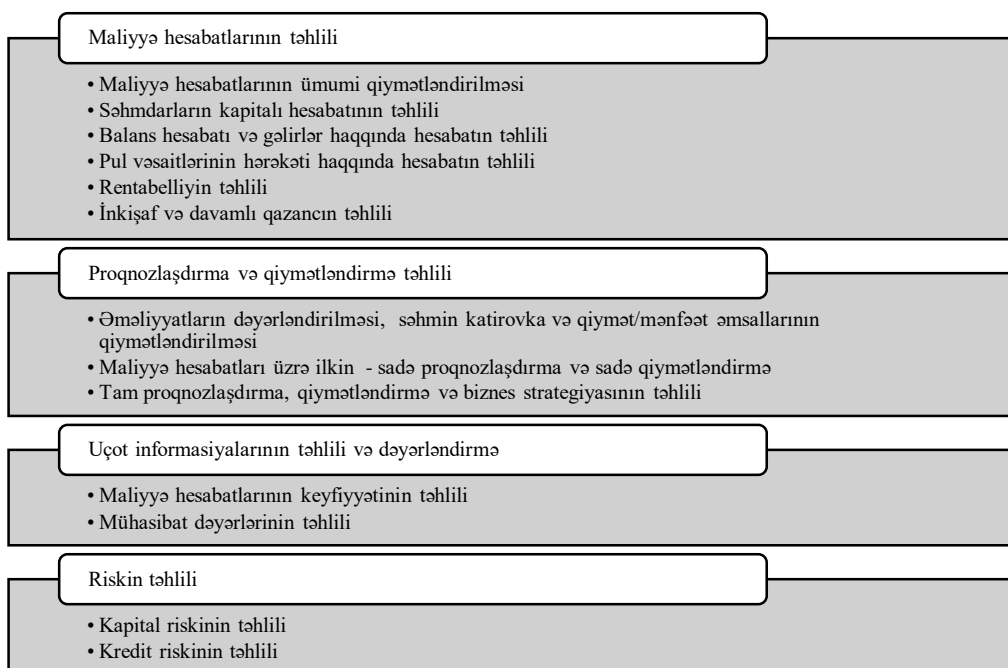 Maliyyə hesabatlarının təhlili
• Maliyyə hesabatlarının ümumi qiymətləndirilməsi
• Səhmdarların kapitalı hesabatının təhlili
• Balans hesabatı və gəlirlər haqqında hesabatın təhlili
• Pul vəsaitlərinin hərəkəti haqqında hesabatın təhlili
• Rentabelliyin təhlili
• İnkişaf və davamlı qazancın təhlili
Proqnozlaşdırma və qiymətləndirmə təhlili
• Əməliyyatların dəyərləndirilməsi, səhmin katirovka və qiymət/mənfəət əmsallarının
qiymətləndirilməsi
• Maliyyə hesabatları üzrə ilkin - sadə proqnozlaşdırma və sadə qiymətləndirmə
• Tam proqnozlaşdırma, qiymətləndirmə və biznes strategiyasının təhlili
Uçot informasiyalarının təhlili və dəyərləndirmə
• Maliyyə hesabatlarının keyfiyyətinin təhlili
• Mühasibat dəyərlərinin təhlili
Riskin təhlili
• Kapital riskinin təhlili
• Kredit riskinin təhlili